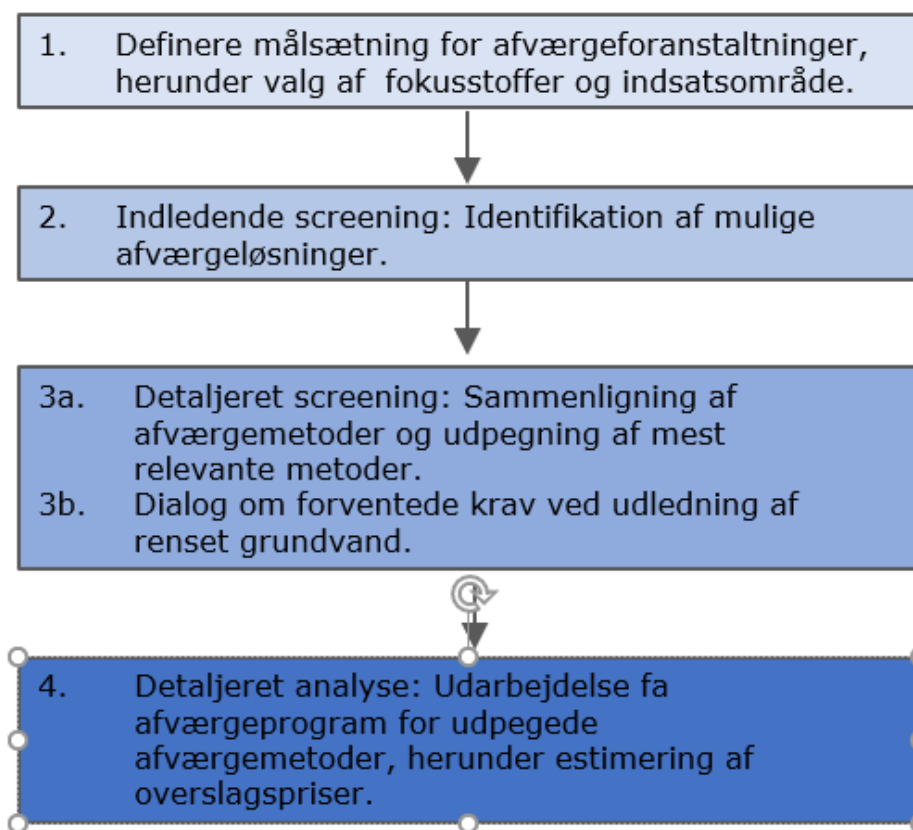 1. Definere målsætning for afværgeforanstaltninger,
herunder valg af fokusstoffer og indsatsområde.
2. Indledende screening: Identifikation af mulige
afværgeløsninger.
3a. Detaljeret screening: Sammenligning af
afværgemetoder og udpegning af mest
relevante metoder.
3b. Dialog om forventede krav ved udledning af
renset grundvand.
4. Detaljeret analyse: Udarbejdelse fa
afværgeprogram for udpegede
afværgemetoder, herunder estimering af
overslagspriser.